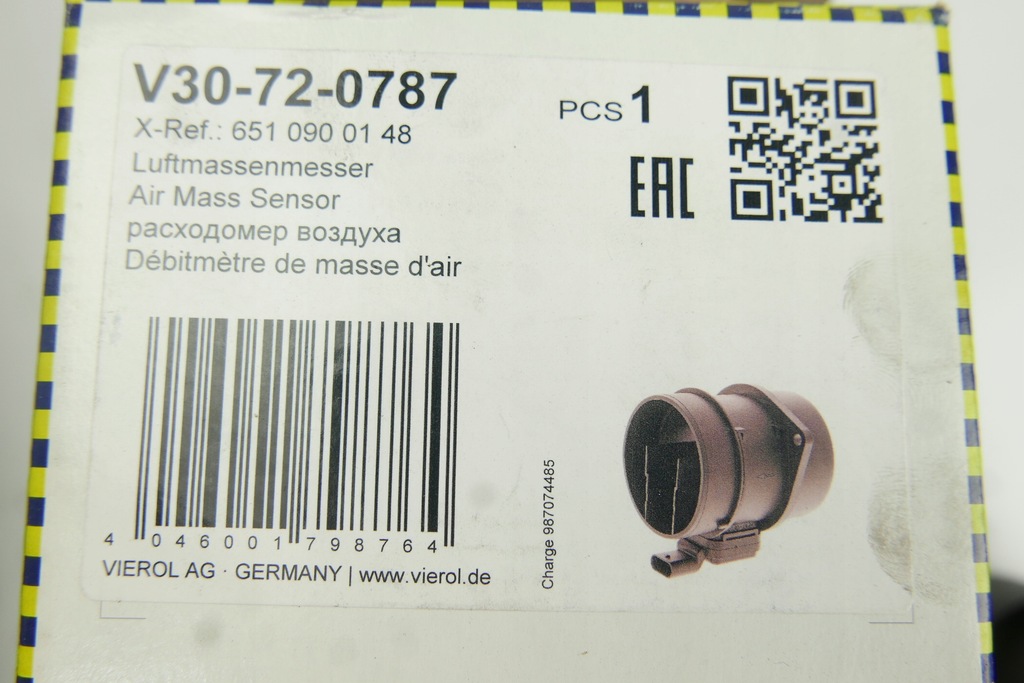 V30-72-0787
X-Ref.: 651 090 01 48
Luftmassenmesser
Air Mass Sensor
расходомер воздуха
Débitmètre de masse d'air
PCS 1
EAC
4 046001 798764
VIEROL AG · GERMANY | www.vierol.de
Charge 987074485